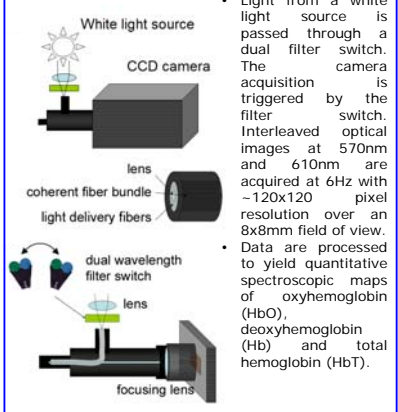 White light source
CCD camera
lens
coherent fiber bundle
light delivery fibers
dual wavelength
filter switch
lens
focusing lens
• Light from a white
light source is
passed through a
dual filter switch.
The camera
acquisition is
triggered by the
filter switch.
Interleaved optical
images at 570nm
and 610nm are
acquired at 6Hz with
~120x120 pixel
resolution over an
8x8mm field of view.
• Data are processed
to yield quantitative
spectroscopic maps
of oxyhemoglobin
(HbO),
deoxyhemoglobin
(Hb) and total
hemoglobin (HbT).